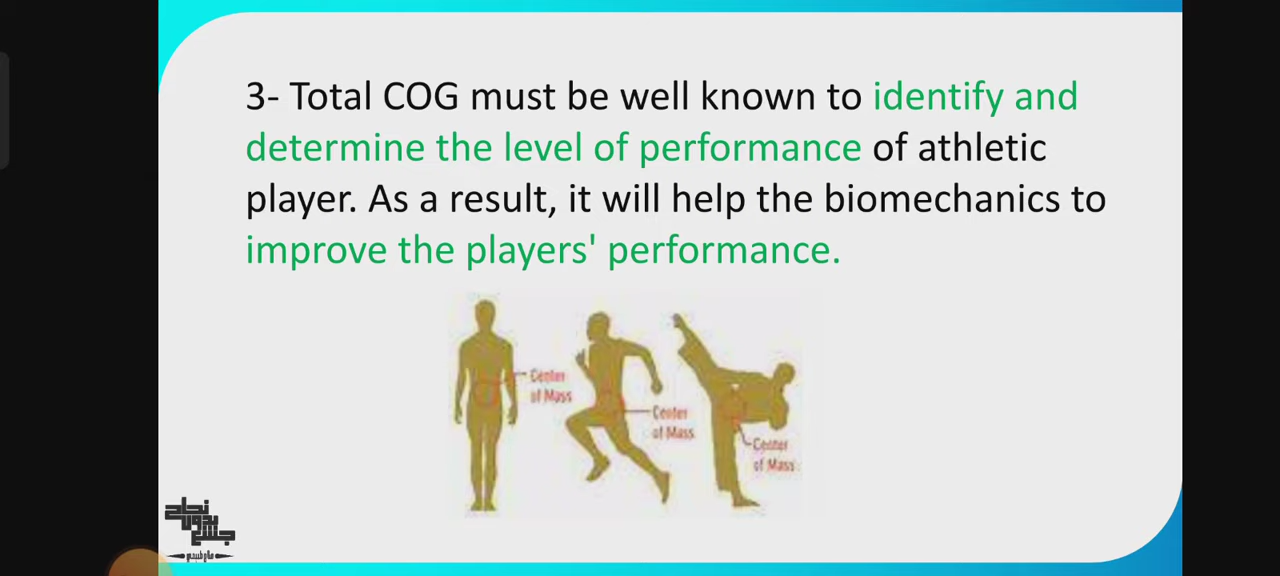 3- Total COG must be well known to identify and
determine the level of performance of athletic
player. As a result, it will help the biomechanics to
improve the players' performance.
Center
of Mass
Center
of Mass
Center
of Mass